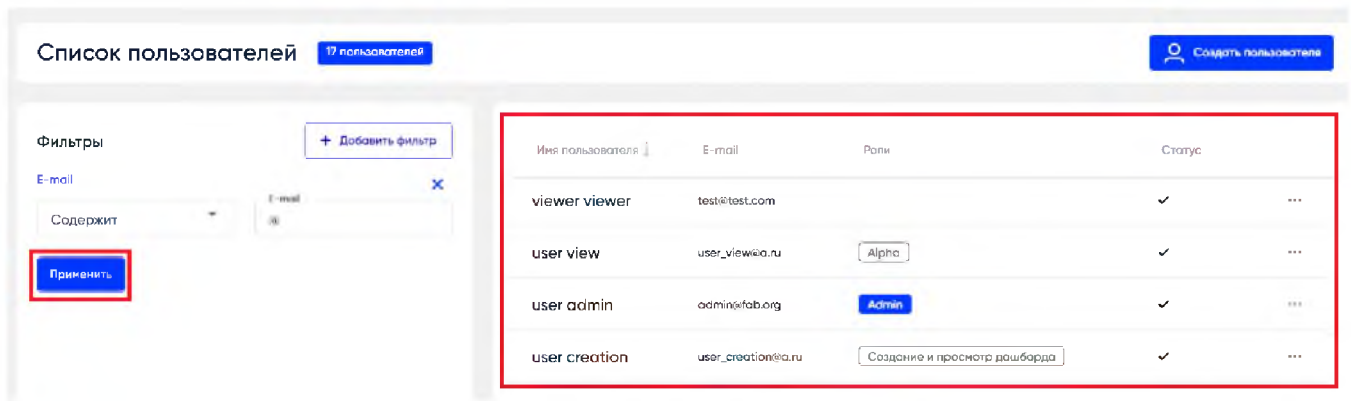 Список пользователей 17 пользователей
Создать пользователя
Фильтры
+ Добавить фильтр
E-mail
Содержит
E-mail
@
Применить
Имя пользователя E-mail Роли Статус
viewer viewer test@test.com
user view user_view@a.ru Alpha
user admin admin@fab.org Admin
user creation user_creation@a.ru Создание и просмотр дашборда